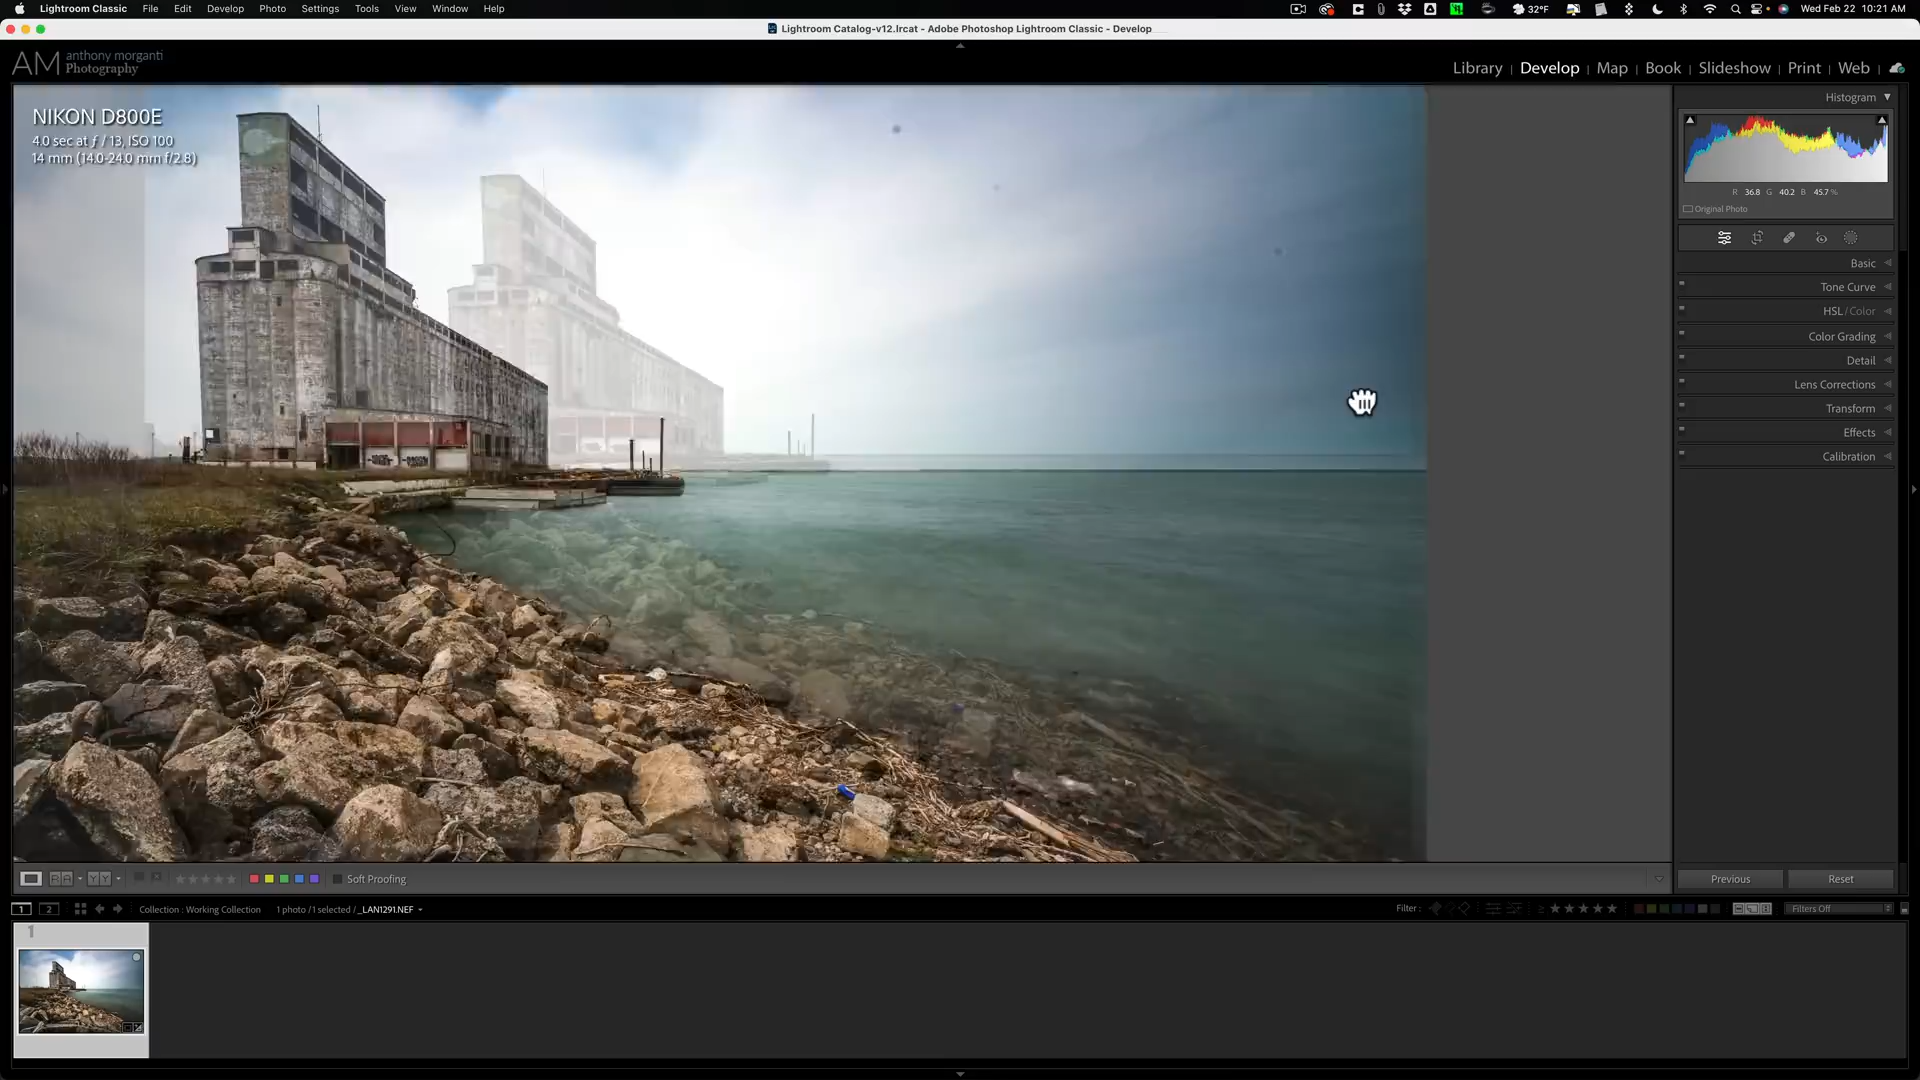 Lightroom Classic File Edit Develop Photo Settings Tools View Window Help
32°F Wed Feb 22 10:21 AM
Lightroom Catalog-v12.lrcat - Adobe Photoshop Lightroom Classic - Develop
AM anthony morganti
Photography
Library | Develop | Map | Book | Slideshow | Print | Web
NIKON D800E
4.0 sec at ƒ / 13, ISO 100
14 mm (14.0-24.0 mm f/2.8)
Histogram
R 36.8 G 40.2 B 45.7 %
Original Photo
Basic
Tone Curve
HSL / Color
Color Grading
Detail
Lens Corrections
Transform
Effects
Calibration
Soft Proofing
Previous Reset
1 2 Collection : Working Collection 1 photo / 1 selected / _LAN1291.NEF
Filter : Filters Off
1